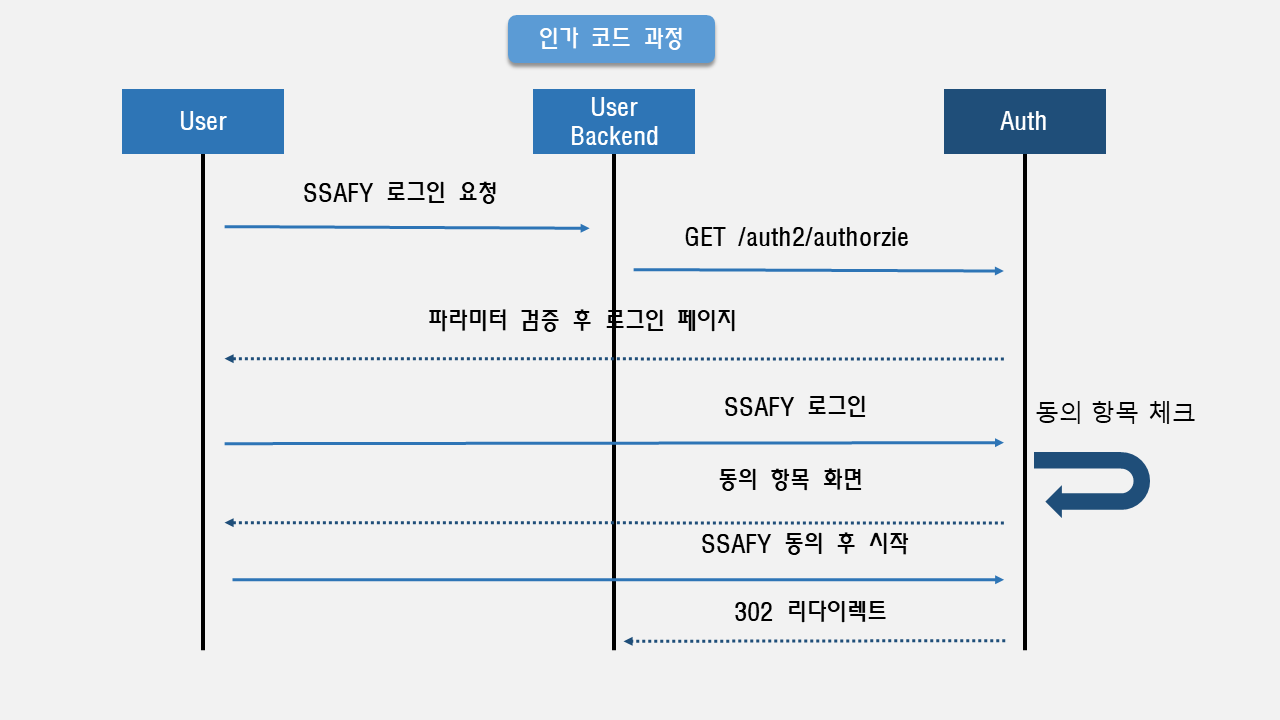 인가 코드 과정
User
User
Backend
Auth
SSAFY 로그인 요청
GET /auth2/authorzie
파라미터 검증 후 로그인 페이지
SSAFY 로그인
동의 항목 체크
동의 항목 화면
SSAFY 동의 후 시작
302 리다이렉트